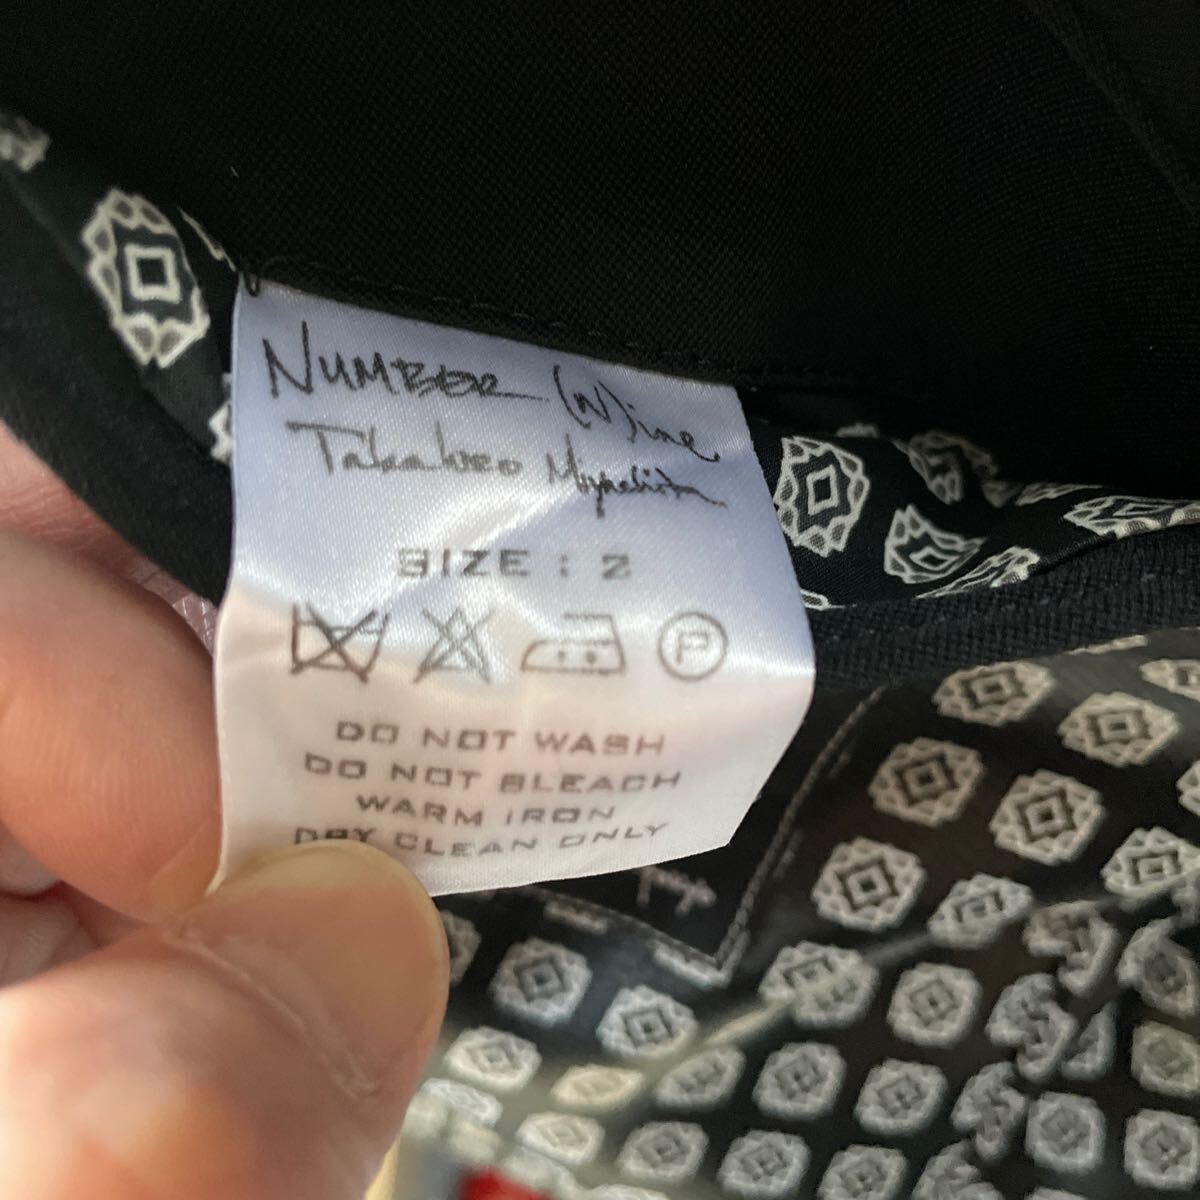 NUMBER (N)ine
Takahiro Miyashita
SIZE : 2
P
DO NOT WASH
DO NOT BLEACH
WARM IRON
DRY CLEAN ONLY